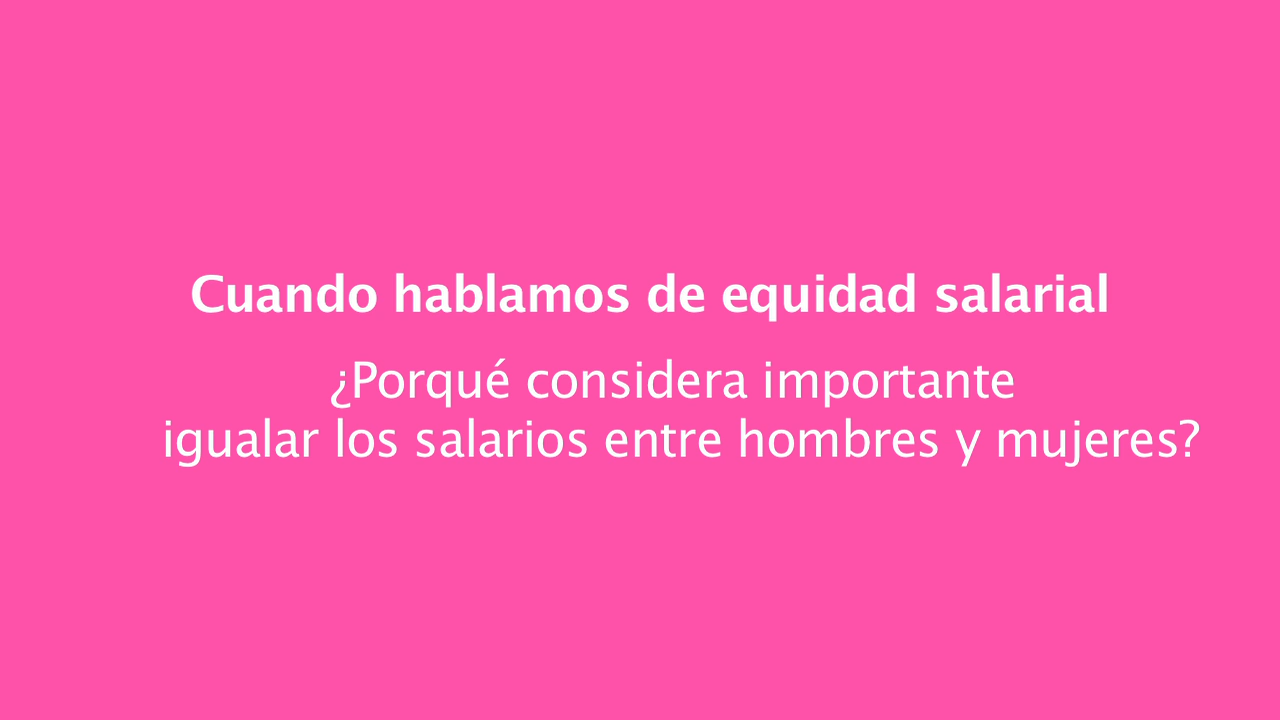 Cuando hablamos de equidad salarial
¿Porqué considera importante
igualar los salarios entre hombres y mujeres?